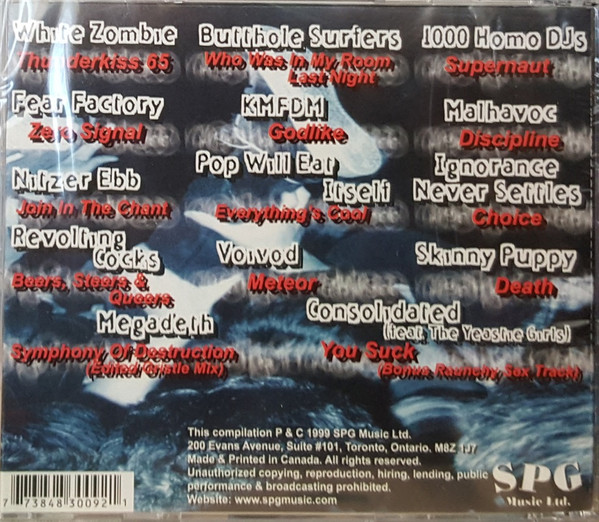 White Zombie
Thunderkiss 65
Butthole Surfers
Who Was In My Room
Last Night
1000 Homo DJs
Supernaut
Fear Factory
Zero Signal
KMFDM
Godlike
Malhavoc
Discipline
Nitzer Ebb
Join In The Chant
Pop Will Eat
Itself
Everything's Cool
Ignorance
Never Settles
Choice
Revolting
Cocks
Beers, Steers &
Queers
Voivod
Meteor
Skinny Puppy
Death
Megadeth
Symphony Of Destruction
(Edited Gristle Mix)
Consolidated
(feat. The Yeastie Girls)
You Suck
(Bonus Raunchy Sex Track)
This compilation P & C 1999 SPG Music Ltd.
200 Evans Avenue, Suite #101, Toronto, Ontario, M8Z 1J7
Made & Printed in Canada. All rights reserved.
Unauthorized copying, reproduction, hiring, lending, public
performance & broadcasting prohibited.
Website: www.spgmusic.com
SPG
Music Ltd.
7 73848 30092 1